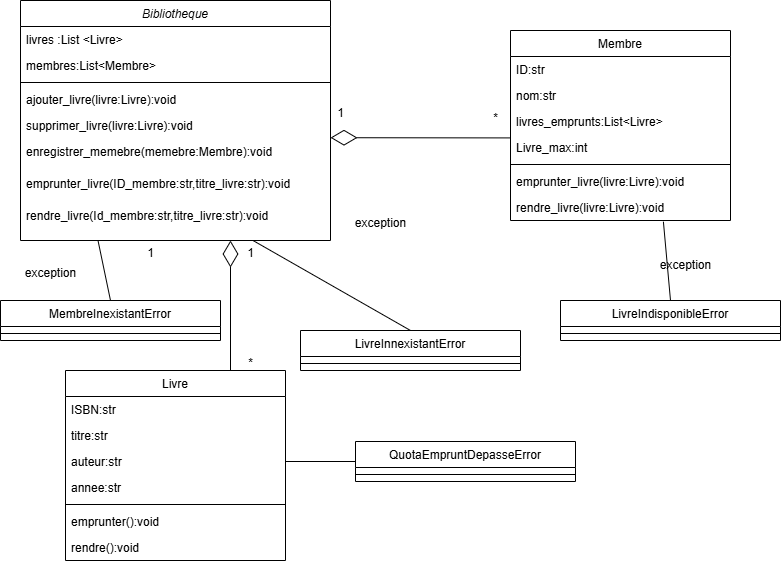 Bibliotheque
livres :List <Livre>
membres:List<Membre>
ajouter_livre(livre:Livre):void
supprimer_livre(livre:Livre):void
enregistrer_memebre(memebre:Membre):void
emprunter_livre(ID_membre:str,titre_livre:str):void
rendre_livre(Id_membre:str,titre_livre:str):void
1
*
Membre
ID:str
nom:str
livres_emprunts:List<Livre>
Livre_max:int
emprunter_livre(livre:Livre):void
rendre_livre(livre:Livre):void
exception
1
1
exception
exception
MembreInexistantError
LivreInnexistantError
LivreIndisponibleError
*
Livre
ISBN:str
titre:str
auteur:str
annee:str
emprunter():void
rendre():void
QuotaEmpruntDepasseError